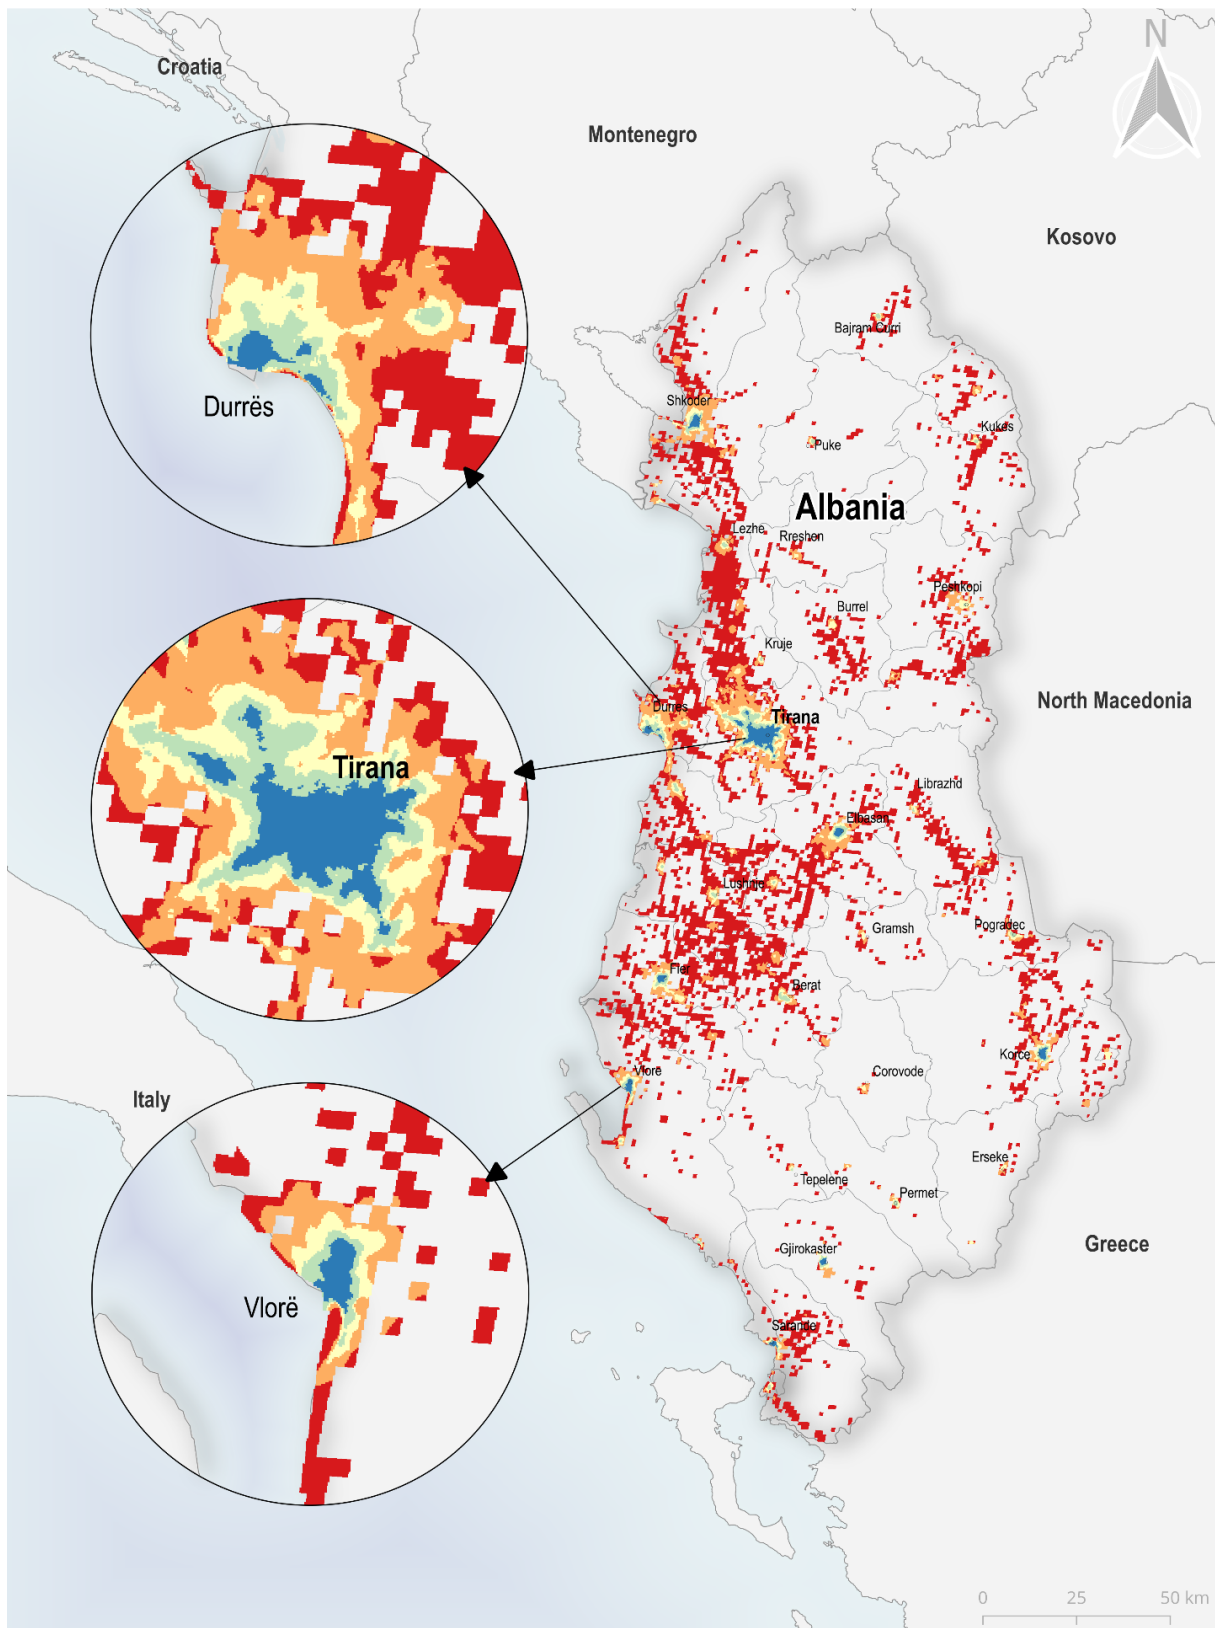 N
Croatia
Montenegro
Kosovo
Bajram Curri
Durrës
Shkoder
Kukes
Puke
Albania
Lezhe
Rreshon
Peshkopi
Burrel
Kruje
North Macedonia
Durres
Tirana
Tirana
Librazhd
Elbasan
Lushnje
Gramsh
Pogradec
Fier
Berat
Korce
Vlore
Corovode
Italy
Erseke
Tepelene
Permet
Greece
Gjirokaster
Vlorë
Sarande
0 25 50 km